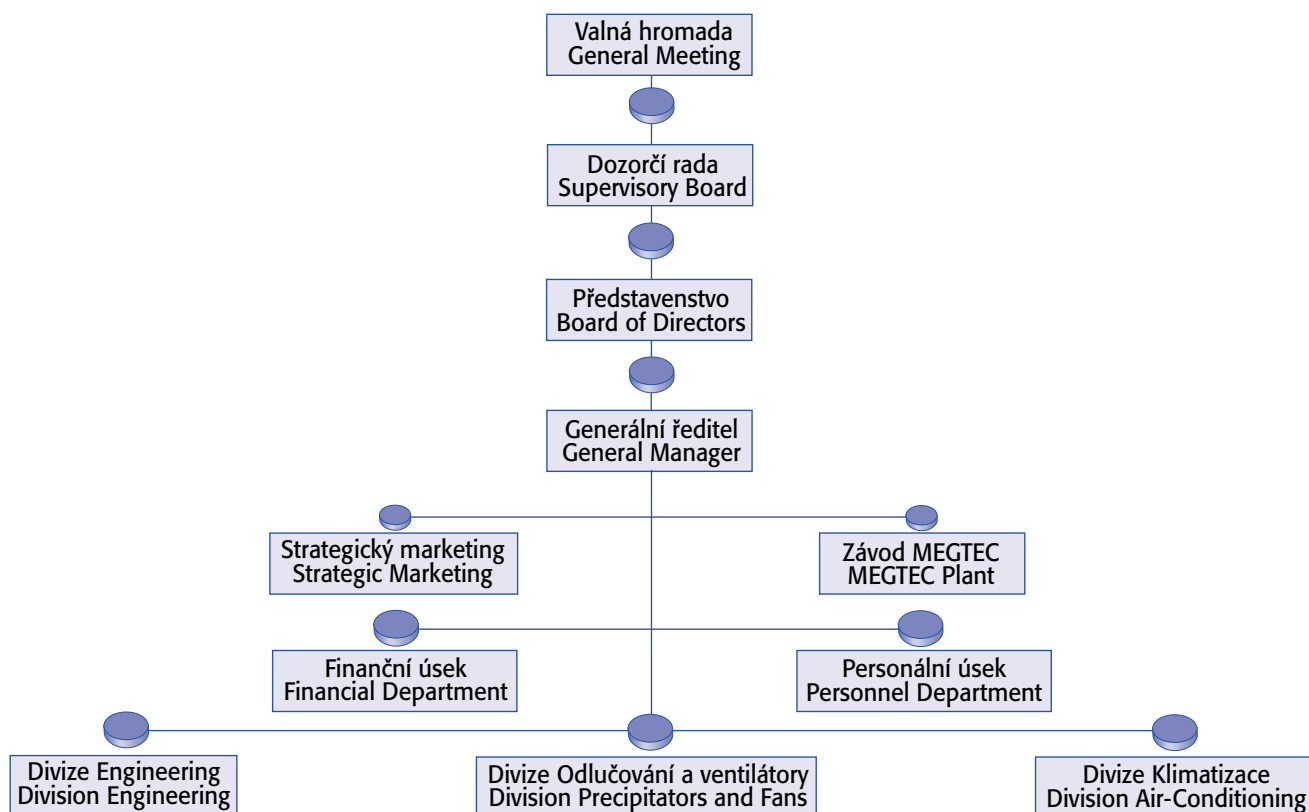 Valná hromada
General Meeting
Dozorčí rada
Supervisory Board
Představenstvo
Board of Directors
Generální ředitel
General Manager
Strategický marketing
Strategic Marketing
Závod MEGTEC
MEGTEC Plant
Finanční úsek
Financial Department
Personální úsek
Personnel Department
Divize Engineering
Division Engineering
Divize Odlučování a ventilátory
Division Precipitators and Fans
Divize Klimatizace
Division Air-Conditioning